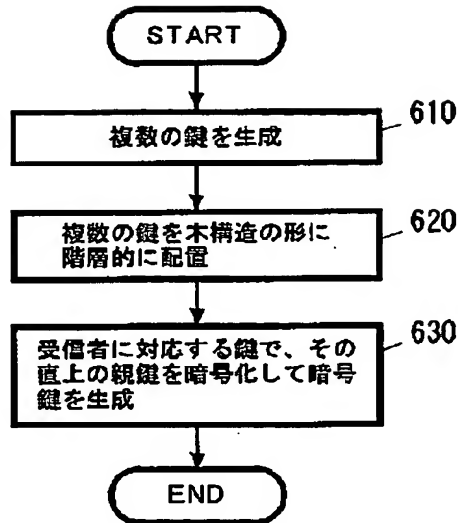 START
複数の鍵を生成
610
複数の鍵を木構造の形に
階層的に配置
620
受信者に対応する鍵で、その
直上の親鍵を暗号化して暗号
鍵を生成
630
END